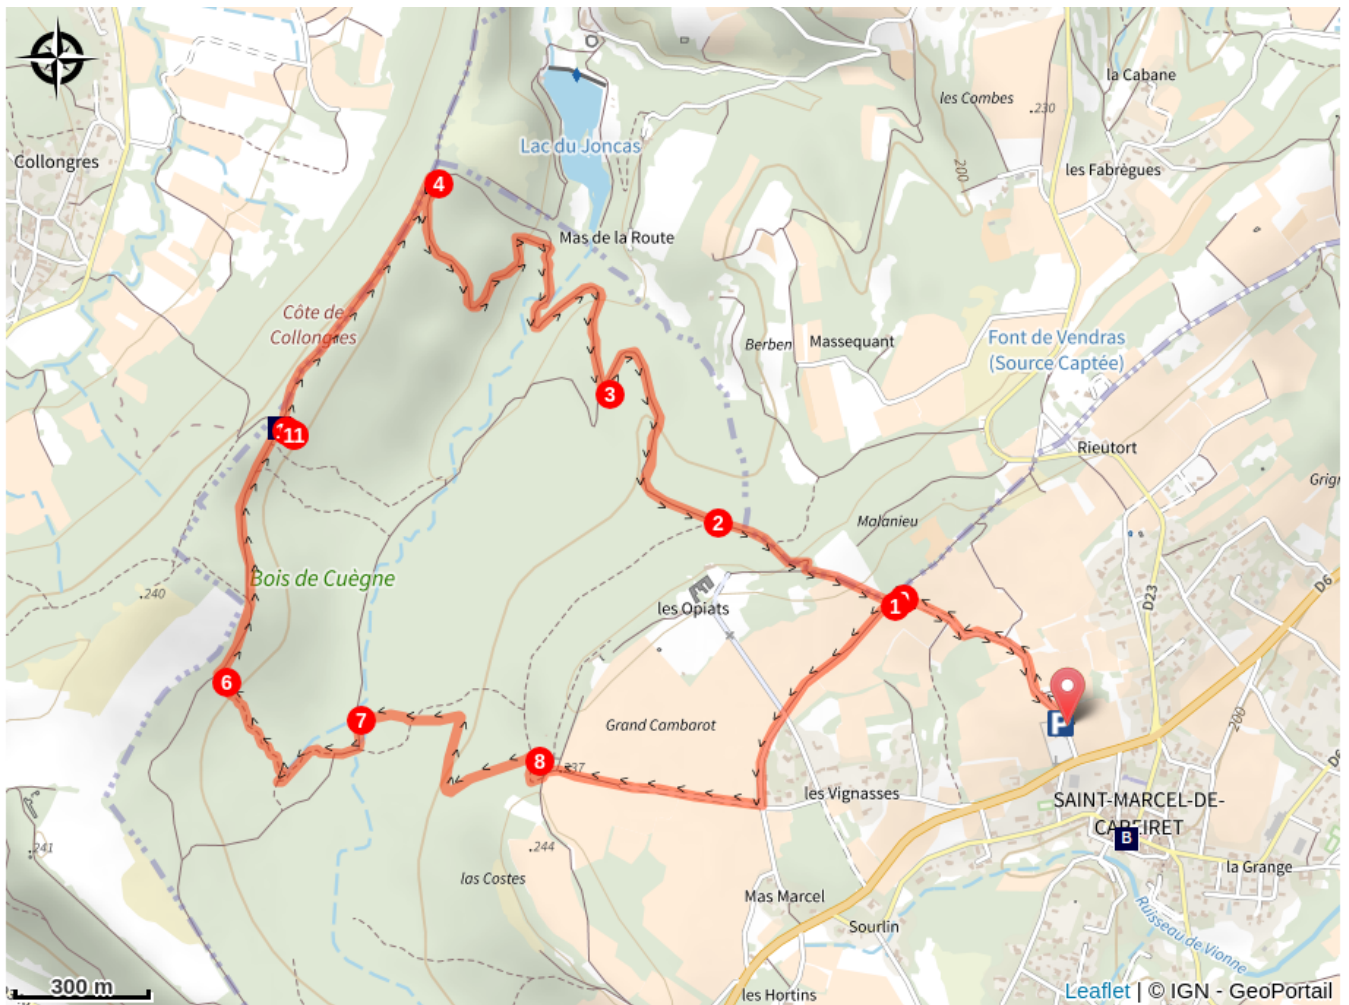 la Cabane
les Combes
.230
Collongres
Lac du Joncas
les Fabrègues
200
4
Mas de la Route
Côte de
Collongres
Berben
Massequant
Font de Vendras
(Source Captée)
3
11
Rieutort
2
Malanieu
Bois de Cuègne
.240
les Opiats
1
D23
D6
6
7
Grand Cambarot
P
200
8
237
les Vignasses
D6
SAINT-MARCEL-DE-
CAREIRET
B
.241
.244
las Costes
la Grange
Mas Marcel
Sourlin
Ruisseau de Vionne
300 m
les Hortins
Leaflet | © IGN - GeoPortail